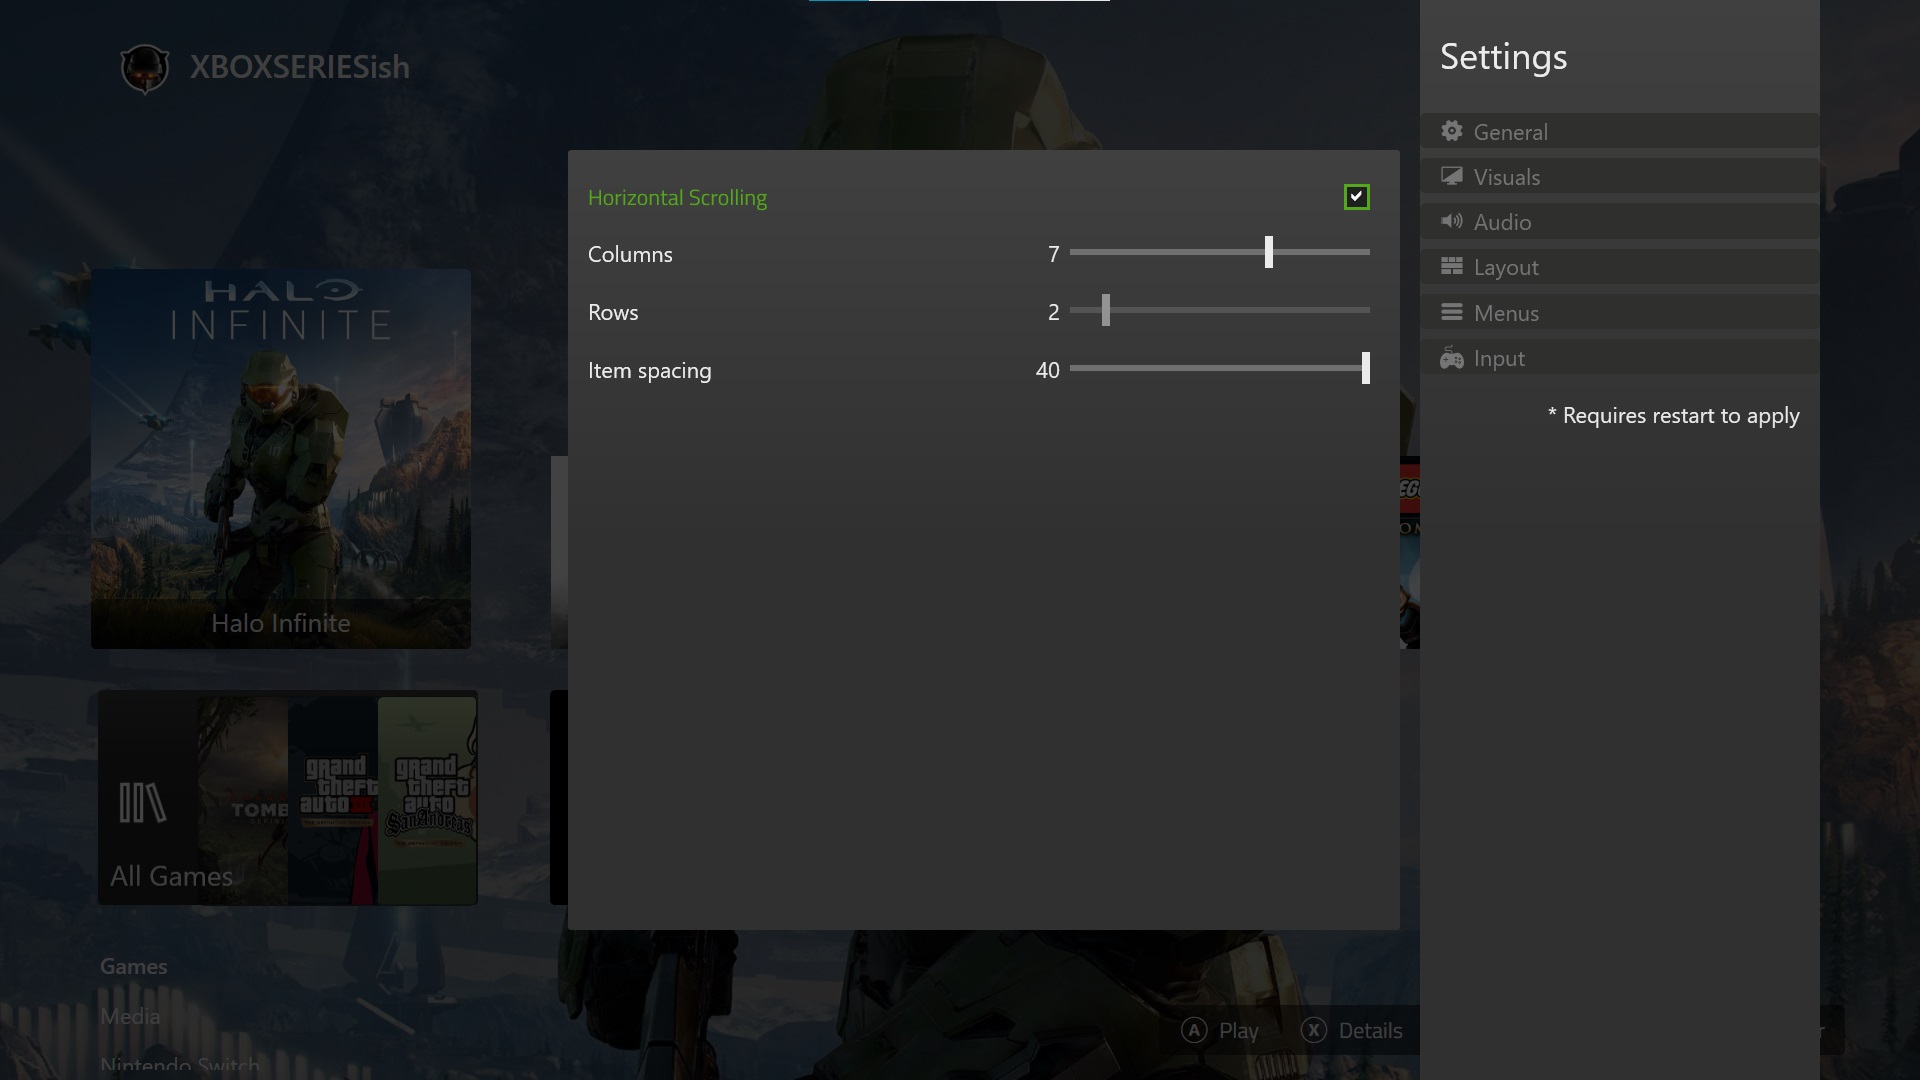 XBOXSERIESish
Settings
General
Visuals
Audio
Layout
Menus
Input
* Requires restart to apply
Horizontal Scrolling
Columns 7
Rows 2
Item spacing 40
HALO
INFINITE
Halo Infinite
TOMB
grand
theft
auto
grand
theft
auto
SanAndreas
All Games
Games
Media
Nintendo Switch
A Play X Details